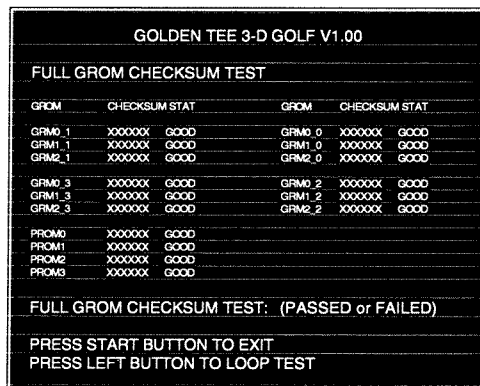 GOLDEN TEE 3-D GOLF V1.00
FULL GROM CHECKSUM TEST
GROM CHECKSUM STAT GROM CHECKSUM STAT
GRM0_1 XXXXXX GOOD GRM0_0 XXXXXX GOOD
GRM1_1 XXXXXX GOOD GRM1_0 XXXXXX GOOD
GRM2_1 XXXXXX GOOD GRM2_0 XXXXXX GOOD
GRM0_3 XXXXXX GOOD GRM0_2 XXXXXX GOOD
GRM1_3 XXXXXX GOOD GRM1_2 XXXXXX GOOD
GRM2_3 XXXXXX GOOD GRM2_2 XXXXXX GOOD
PROM0 XXXXXX GOOD
PROM1 XXXXXX GOOD
PROM2 XXXXXX GOOD
PROM3 XXXXXX GOOD
FULL GROM CHECKSUM TEST: (PASSED or FAILED)
PRESS START BUTTON TO EXIT
PRESS LEFT BUTTON TO LOOP TEST